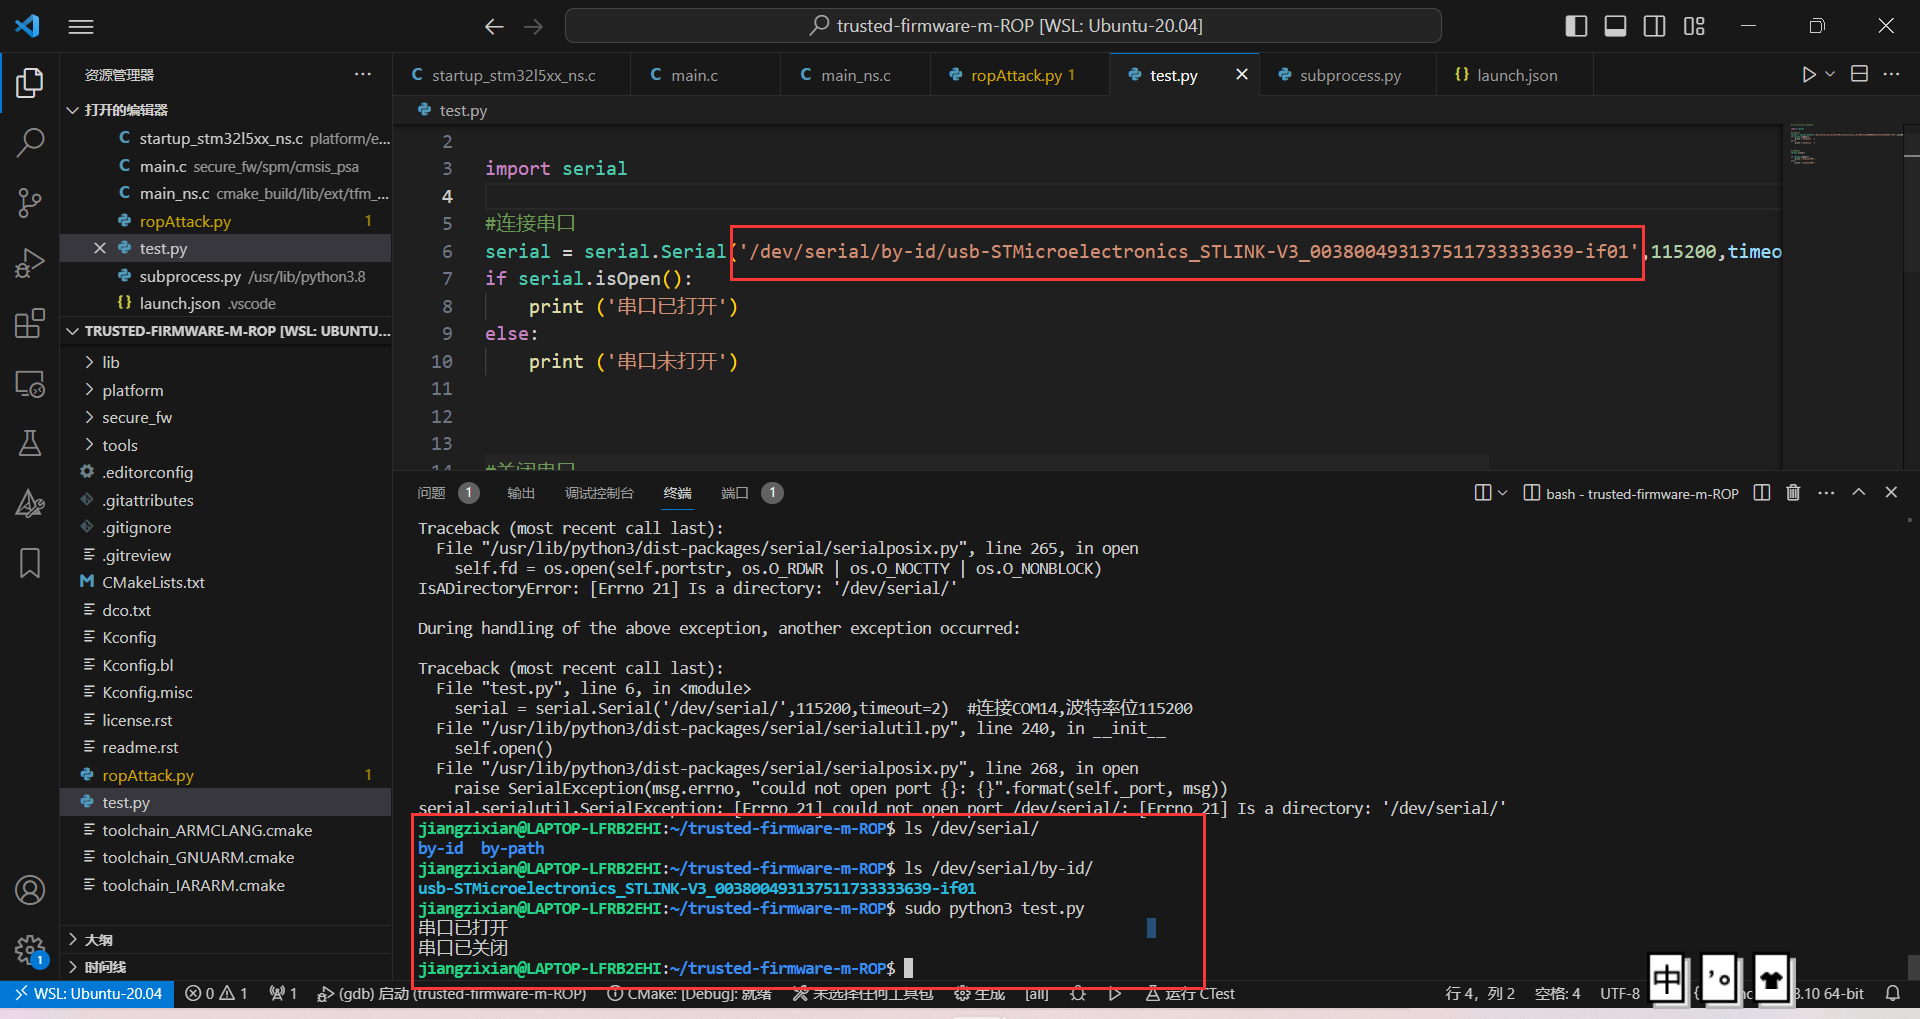 trusted-firmware-m-ROP [WSL: Ubuntu-20.04]
资源管理器
打开的编辑器
startup_stm32l5xx_ns.c platform/e...
main.c secure_fw/spm/cmsis_psa
main_ns.c cmake_build/lib/ext/tfm_...
ropAttack.py 1
test.py
subprocess.py /usr/lib/python3.8
launch.json .vscode
TRUSTED-FIRMWARE-M-ROP [WSL: UBUNTU...
lib
platform
secure_fw
tools
.editorconfig
.gitattributes
.gitignore
.gitreview
CMakeLists.txt
dco.txt
Kconfig
Kconfig.bl
Kconfig.misc
license.rst
readme.rst
ropAttack.py 1
test.py
toolchain_ARMCLANG.cmake
toolchain_GNUARM.cmake
toolchain_IARARM.cmake
大纲
时间线
startup_stm32l5xx_ns.c main.c main_ns.c ropAttack.py 1 test.py subprocess.py launch.json
test.py
2
3 import serial
4
5 #连接串口
6 serial = serial.Serial('/dev/serial/by-id/usb-STMicroelectronics_STLINK-V3_003800493137511733333639-if01',115200,timeo
7 if serial.isOpen():
8 print ('串口已打开')
9 else:
10 print ('串口未打开')
11
12
13
14 #关闭串口
问题 1 输出 调试控制台 终端 端口 1
bash - trusted-firmware-m-ROP
Traceback (most recent call last):
File "/usr/lib/python3/dist-packages/serial/serialposix.py", line 265, in open
self.fd = os.open(self.portstr, os.O_RDWR | os.O_NOCTTY | os.O_NONBLOCK)
IsADirectoryError: [Errno 21] Is a directory: '/dev/serial/'
During handling of the above exception, another exception occurred:
Traceback (most recent call last):
File "test.py", line 6, in <module>
serial = serial.Serial('/dev/serial/',115200,timeout=2) #连接COM14,波特率位115200
File "/usr/lib/python3/dist-packages/serial/serialutil.py", line 240, in __init__
self.open()
File "/usr/lib/python3/dist-packages/serial/serialposix.py", line 268, in open
raise SerialException(msg.errno, "could not open port {}: {}".format(self._port, msg))
serial.serialutil.SerialException: [Errno 21] could not open port /dev/serial/: [Errno 21] Is a directory: '/dev/serial/'
jiangzixian@LAPTOP-LFRB2EHI:~/trusted-firmware-m-ROP$ ls /dev/serial/
by-id by-path
jiangzixian@LAPTOP-LFRB2EHI:~/trusted-firmware-m-ROP$ ls /dev/serial/by-id/
usb-STMicroelectronics_STLINK-V3_003800493137511733333639-if01
jiangzixian@LAPTOP-LFRB2EHI:~/trusted-firmware-m-ROP$ sudo python3 test.py
串口已打开
串口已关闭
jiangzixian@LAPTOP-LFRB2EHI:~/trusted-firmware-m-ROP$
1
WSL: Ubuntu-20.04 0 1 1 (gdb) 启动 (trusted-firmware-m-ROP) CMake: [Debug]: 就绪 未选择任何工具包 生成 [all] 运行 CTest 行 4，列 2 空格: 4 UTF-8 中 3.10 64-bit